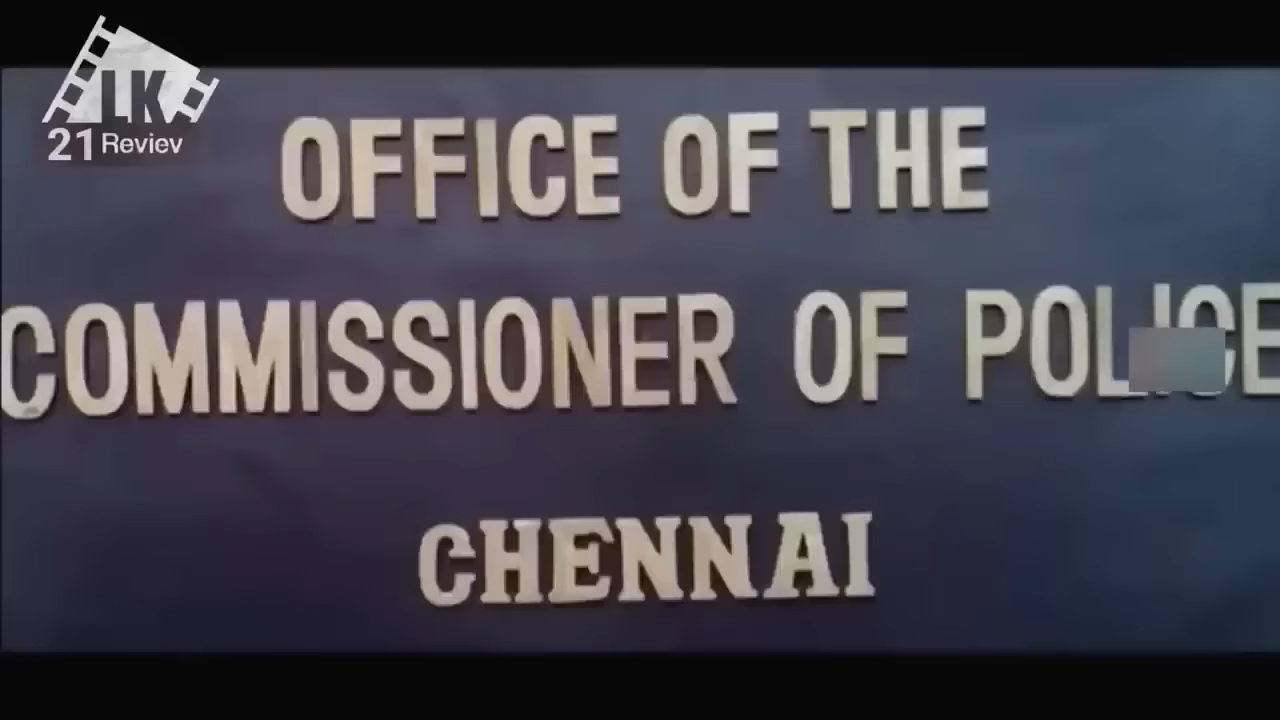 LK
21 Reviev
OFFICE OF THE
COMMISSIONER OF POLICE
CHENNAI